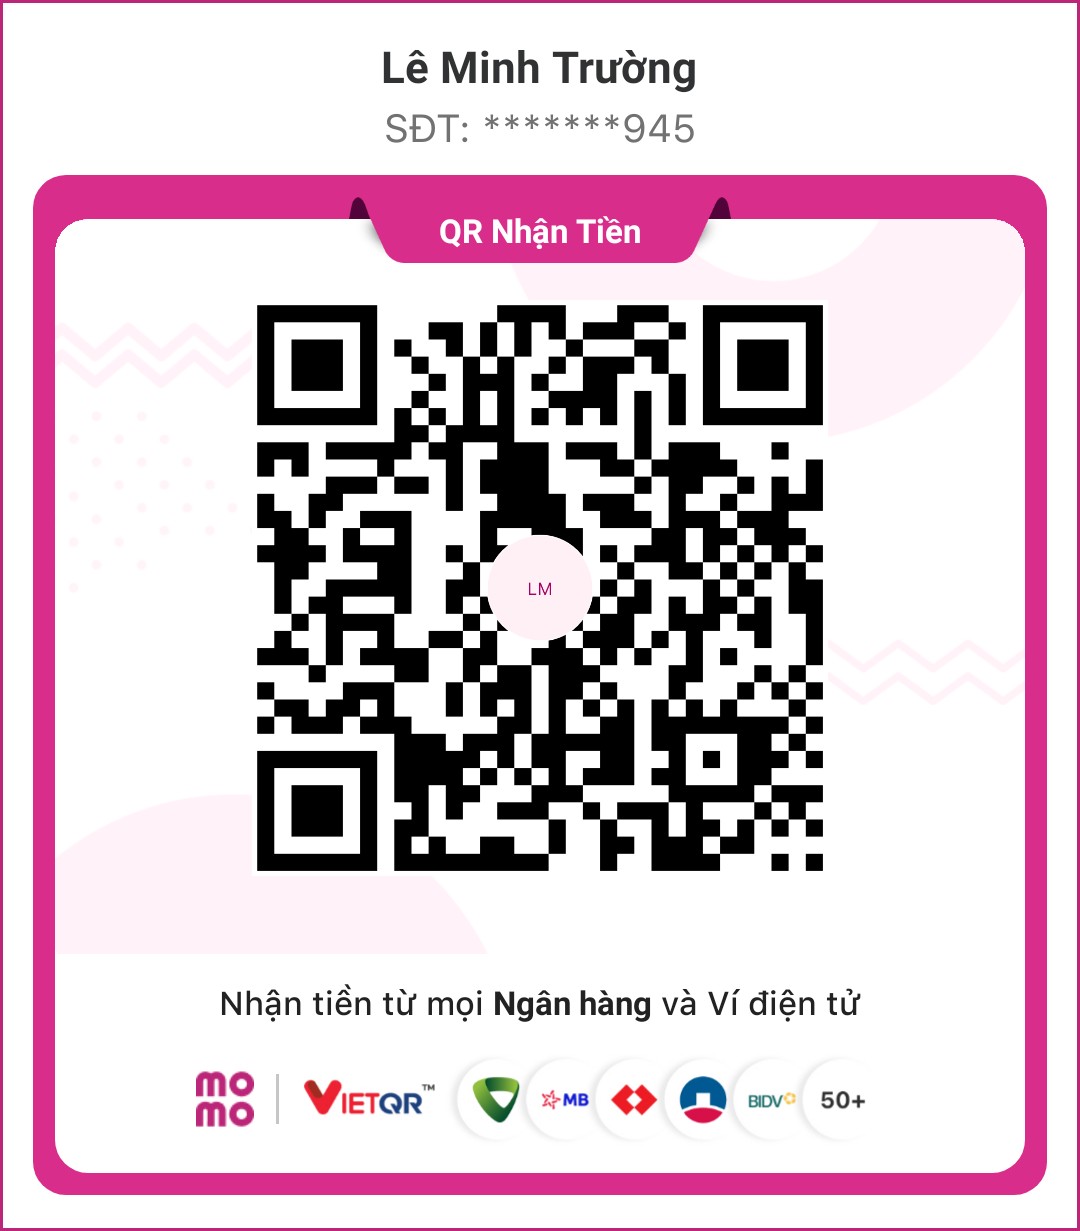 Lê Minh Trường
SĐT: *******945
QR Nhận Tiền
LM
Nhận tiền từ mọi Ngân hàng và Ví điện tử
mo
mo
VIETQR™
MB
BIDV
50+